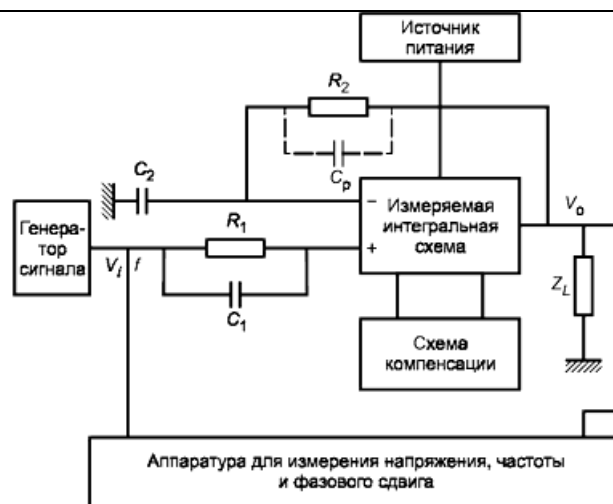 Источник
питания
R2
C2
Cp
Генера-
тор
сигнала
Vi f
R1
C1
−
+
Измеряемая
интегральная
схема
Vo
ZL
Схема
компенсации
Аппаратура для измерения напряжения, частоты
и фазового сдвига